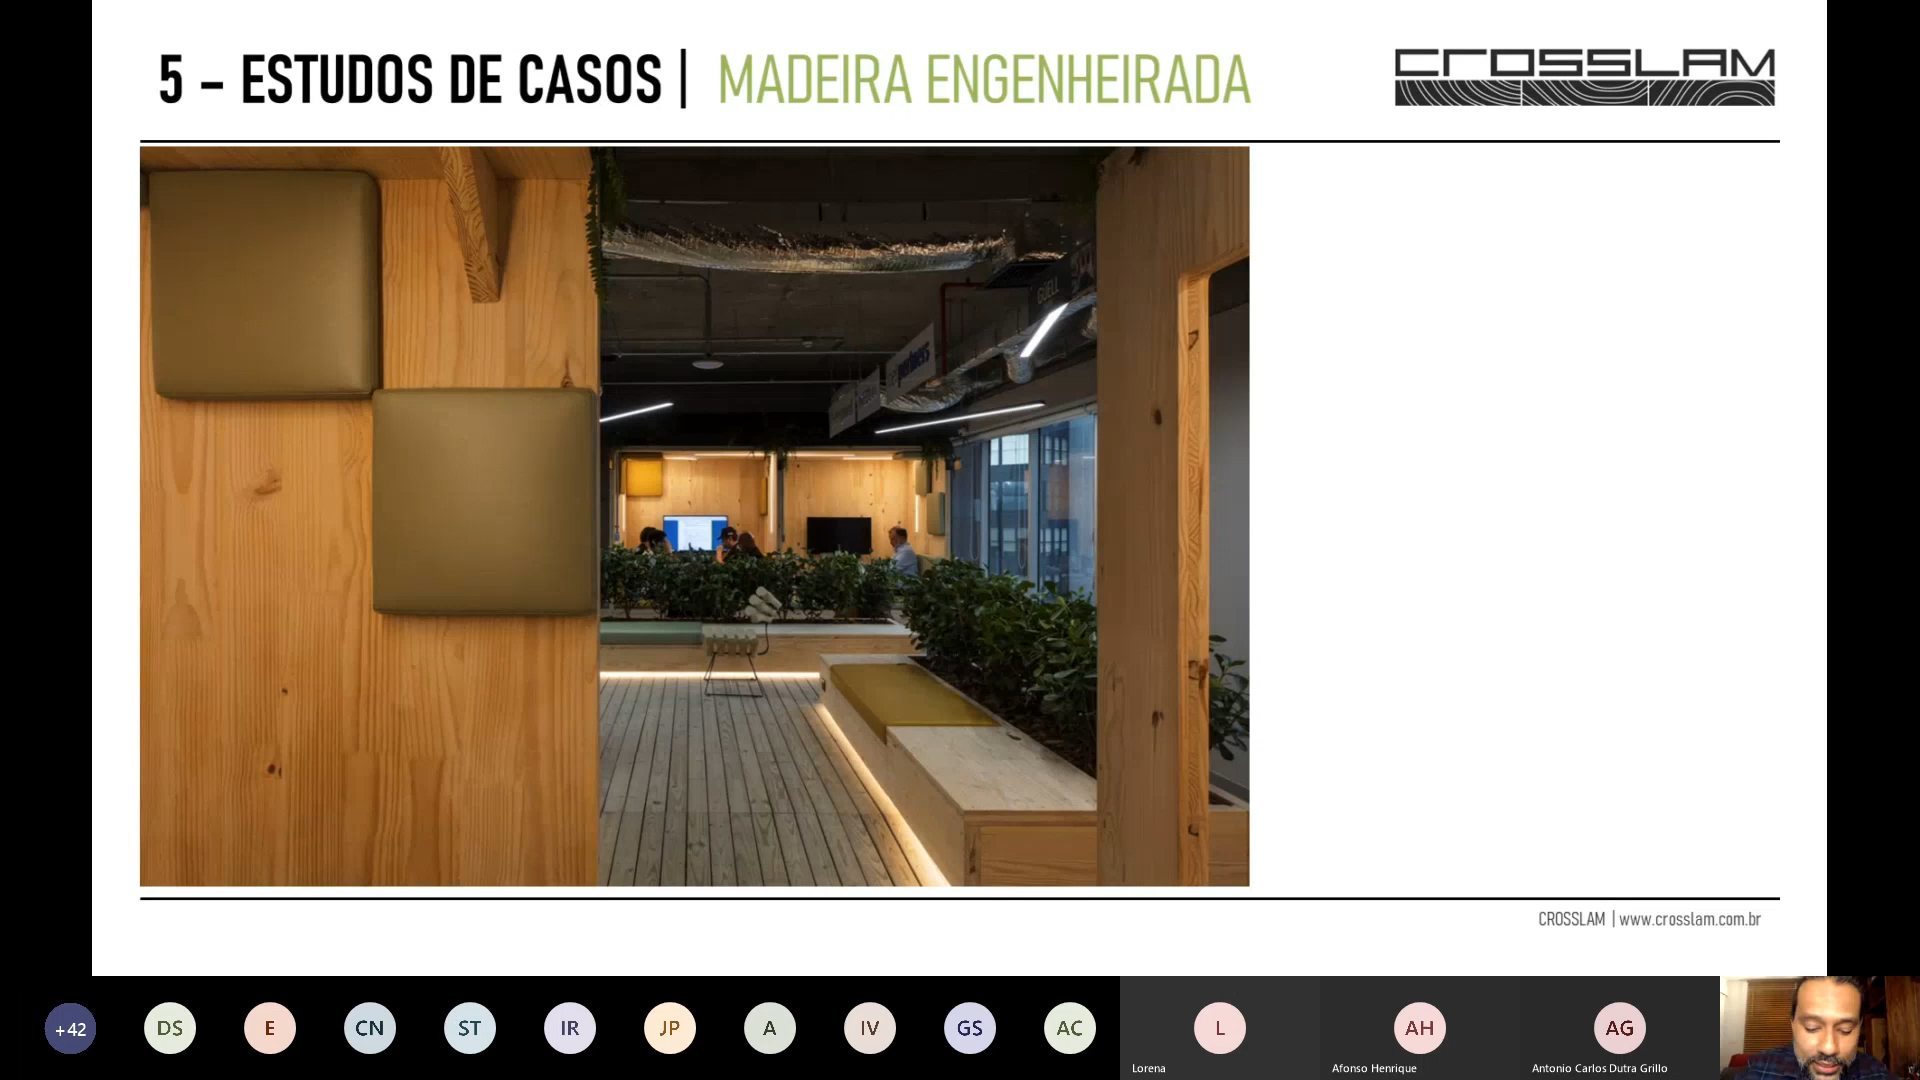 5 – ESTUDOS DE CASOS | MADEIRA ENGENHEIRADA
CROSSLAM
GÜELL
CROSSLAM | www.crosslam.com.br
+42
DS
E
CN
ST
IR
JP
A
IV
GS
AC
L
Lorena
AH
Afonso Henrique
AG
Antonio Carlos Dutra Grillo